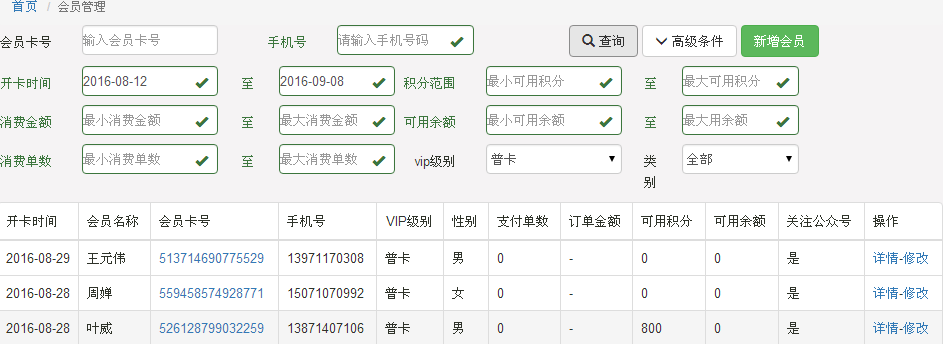 首页 / 会员管理
会员卡号 输入会员卡号 手机号 请输入手机号码 查询 高级条件 新增会员
开卡时间 2016-08-12 至 2016-09-08 积分范围 最小可用积分 至 最大可用积分
消费金额 最小消费金额 至 最大消费金额 可用余额 最小可用余额 至 最大用余额
消费单数 最小消费单数 至 最大消费单数 vip级别 普卡 类别 全部
开卡时间 会员名称 会员卡号 手机号 VIP级别 性别 支付单数 订单金额 可用积分 可用余额 关注公众号 操作
2016-08-29 王元伟 513714690775529 13971170308 普卡 男 0 - 0 0 是 详情-修改
2016-08-28 周婵 559458574928771 15071070992 普卡 女 0 - 0 0 是 详情-修改
2016-08-28 叶威 526128799032259 13871407106 普卡 男 0 - 800 0 是 详情-修改